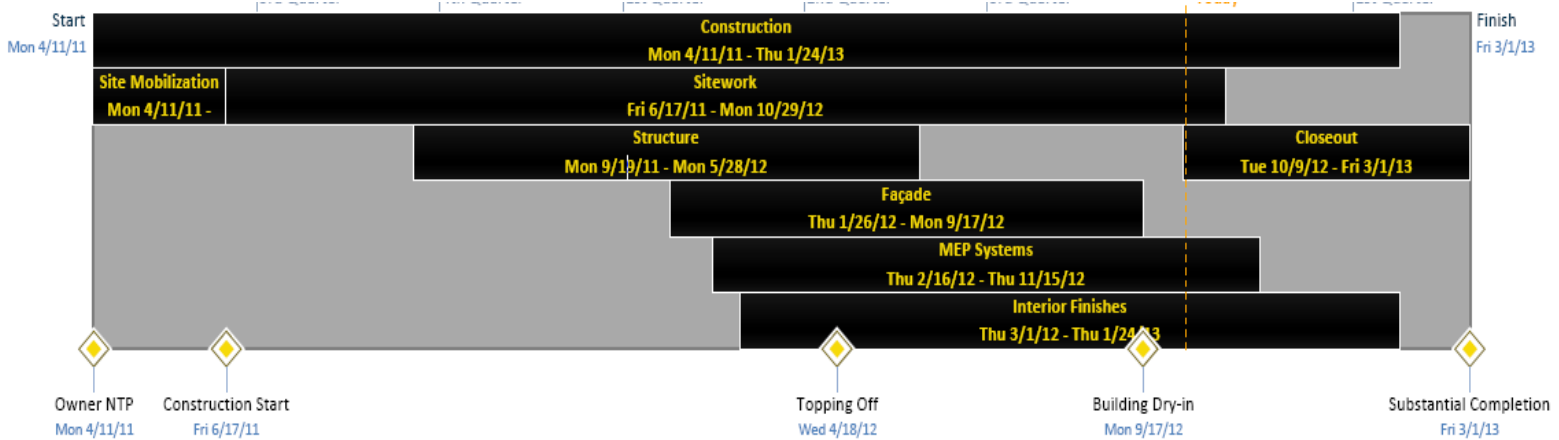 Start
Mon 4/11/11
Finish
Fri 3/1/13
Construction
Mon 4/11/11 - Thu 1/24/13
Site Mobilization
Mon 4/11/11 -
Sitework
Fri 6/17/11 - Mon 10/29/12
Structure
Mon 9/19/11 - Mon 5/28/12
Closeout
Tue 10/9/12 - Fri 3/1/13
Façade
Thu 1/26/12 - Mon 9/17/12
MEP Systems
Thu 2/16/12 - Thu 11/15/12
Interior Finishes
Thu 3/1/12 - Thu 1/24/13
Owner NTP
Mon 4/11/11
Construction Start
Fri 6/17/11
Topping Off
Wed 4/18/12
Building Dry-in
Mon 9/17/12
Substantial Completion
Fri 3/1/13